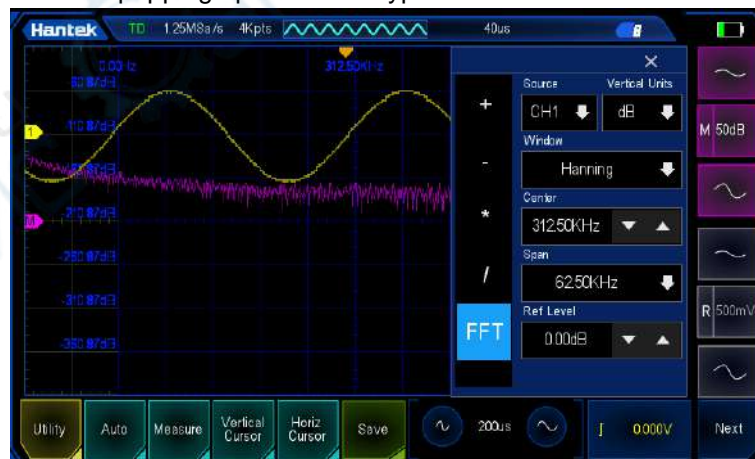 Hantek TD 1.25MSa/s 4Kpts 40us
0.00Hz 312.50KHz
-60.87dB
-110.87dB
-210.87dB
-260.87dB
-310.87dB
-360.87dB
1
M
+
-
*
/
FFT
Source Vertical Units
CH1 dB
Window
Hanning
Center
312.50KHz
Span
62.50KHz
Ref Level
0.00dB
M 50dB
R 500mV
Utility Auto Measure Vertical Cursor Horiz Cursor Save 200us 0.000V Next